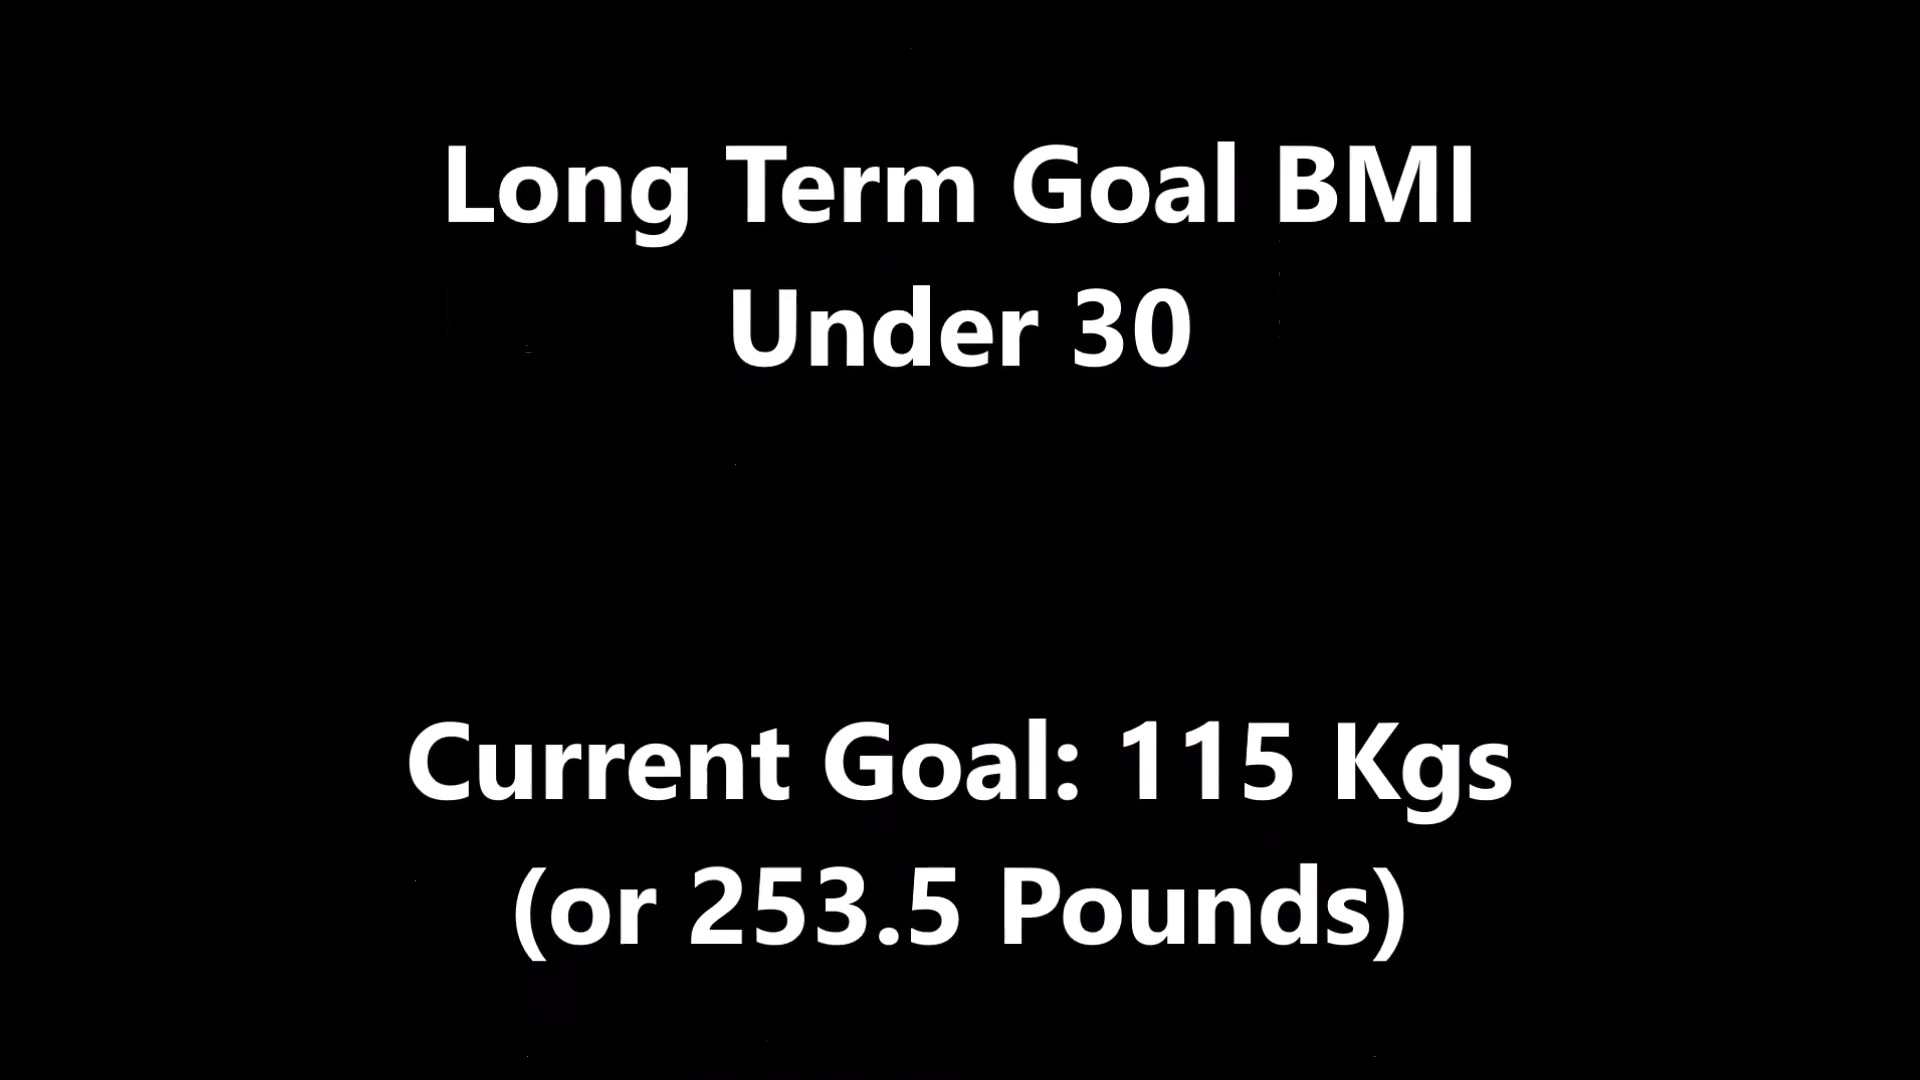 Long Term Goal BMI
Under 30
Current Goal: 115 Kgs
(or 253.5 Pounds)